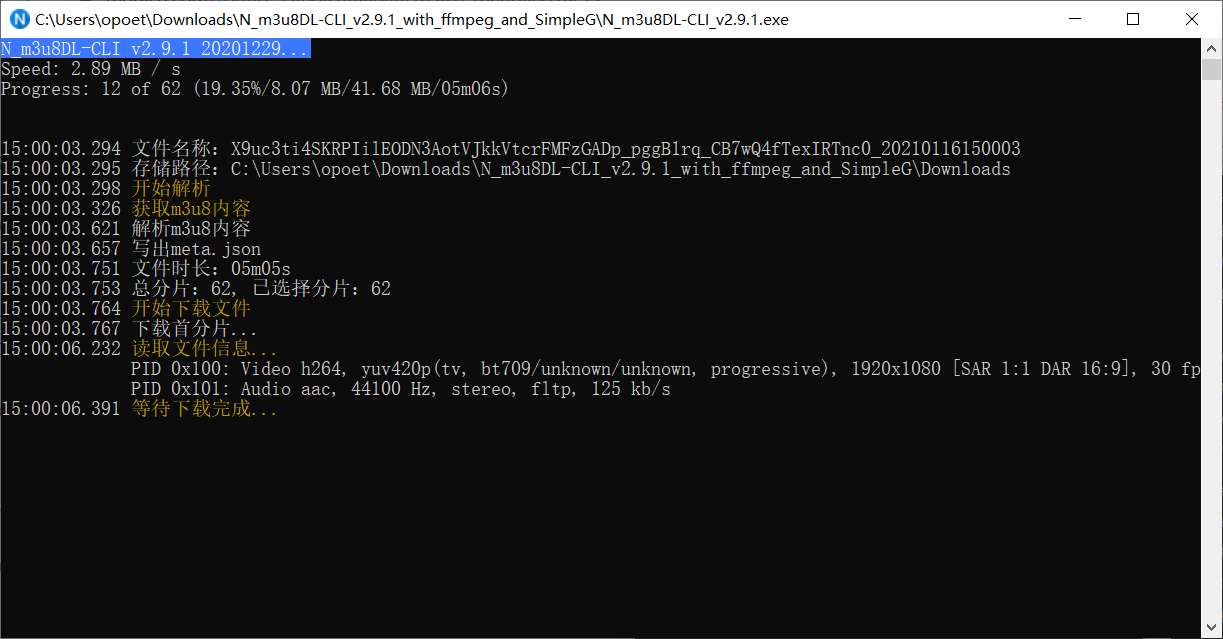 C:\Users\opoet\Downloads\N_m3u8DL-CLI_v2.9.1_with_ffmpeg_and_SimpleG\N_m3u8DL-CLI_v2.9.1.exe
N_m3u8DL-CLI v2.9.1 20201229...
Speed: 2.89 MB / s
Progress: 12 of 62 (19.35%/8.07 MB/41.68 MB/05m06s)
15:00:03.294 文件名称：X9uc3ti4SKRPIilEODN3AotVJkkVtcrFMFzGADp_pggB1rq_CB7wQ4fTexIRTnc0_20210116150003
15:00:03.295 存储路径：C:\Users\opoet\Downloads\N_m3u8DL-CLI_v2.9.1_with_ffmpeg_and_SimpleG\Downloads
15:00:03.298 开始解析
15:00:03.326 获取m3u8内容
15:00:03.621 解析m3u8内容
15:00:03.657 写出meta.json
15:00:03.751 文件时长：05m05s
15:00:03.753 总分片：62, 已选择分片：62
15:00:03.764 开始下载文件
15:00:03.767 下载首分片...
15:00:06.232 读取文件信息...
PID 0x100: Video h264, yuv420p(tv, bt709/unknown/unknown, progressive), 1920x1080 [SAR 1:1 DAR 16:9], 30 fp
PID 0x101: Audio aac, 44100 Hz, stereo, fltp, 125 kb/s
15:00:06.391 等待下载完成...